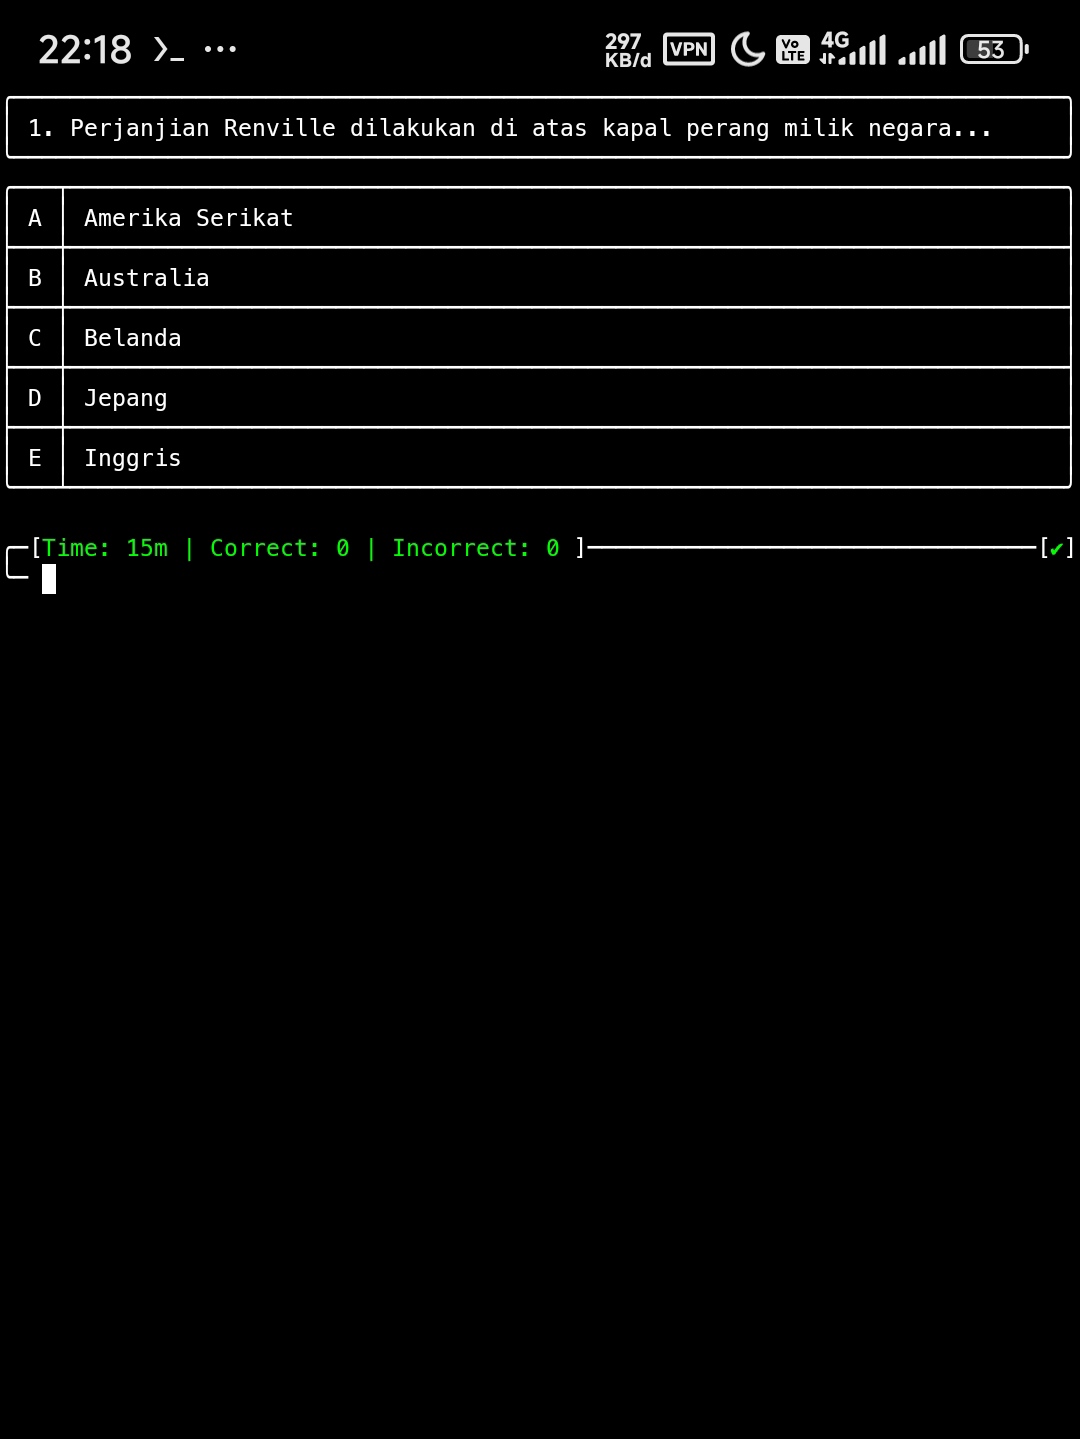 22:18
297 KB/d VPN Vo LTE 4G 53
1. Perjanjian Renville dilakukan di atas kapal perang milik negara...
A Amerika Serikat
B Australia
C Belanda
D Jepang
E Inggris
[Time: 15m | Correct: 0 | Incorrect: 0 ] [✔]